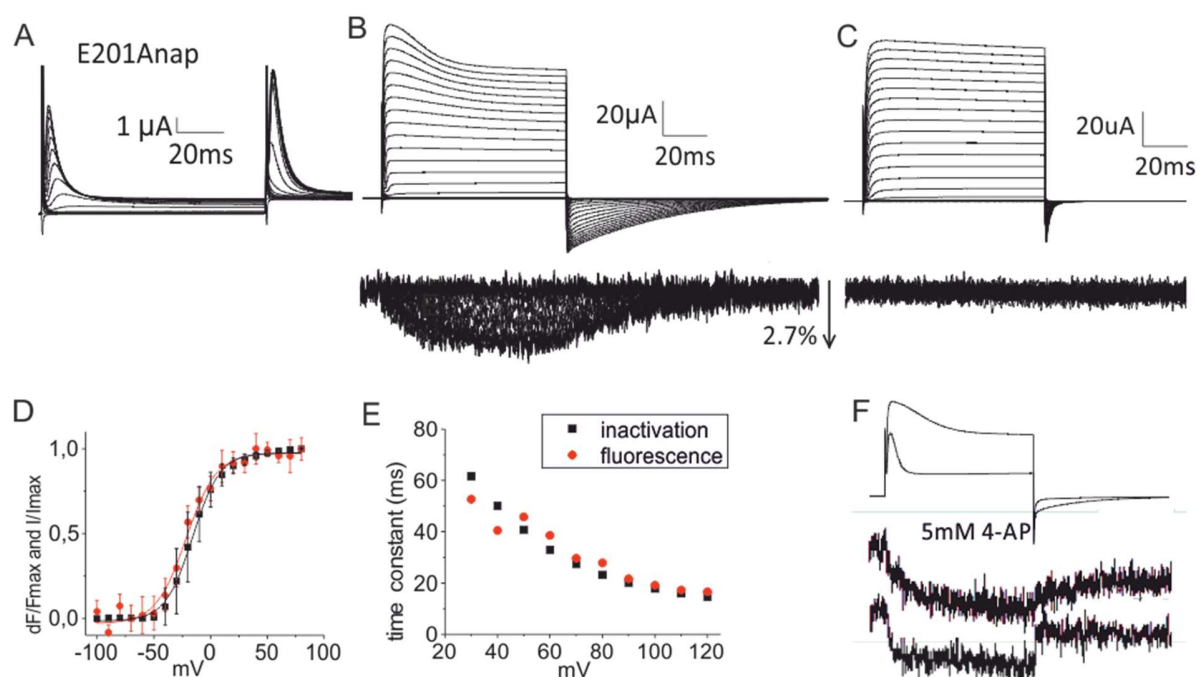 A
E201Anap
1 µA
20ms
B
20µA
20ms
2.7%
C
20uA
20ms
D
dF/Fmax and I/Imax
1,0
0,5
0,0
-100
-50
0
50
100
mV
E
time constant (ms)
80
60
40
20
0
inactivation
fluorescence
20
40
60
80
100
120
mV
F
5mM 4-AP